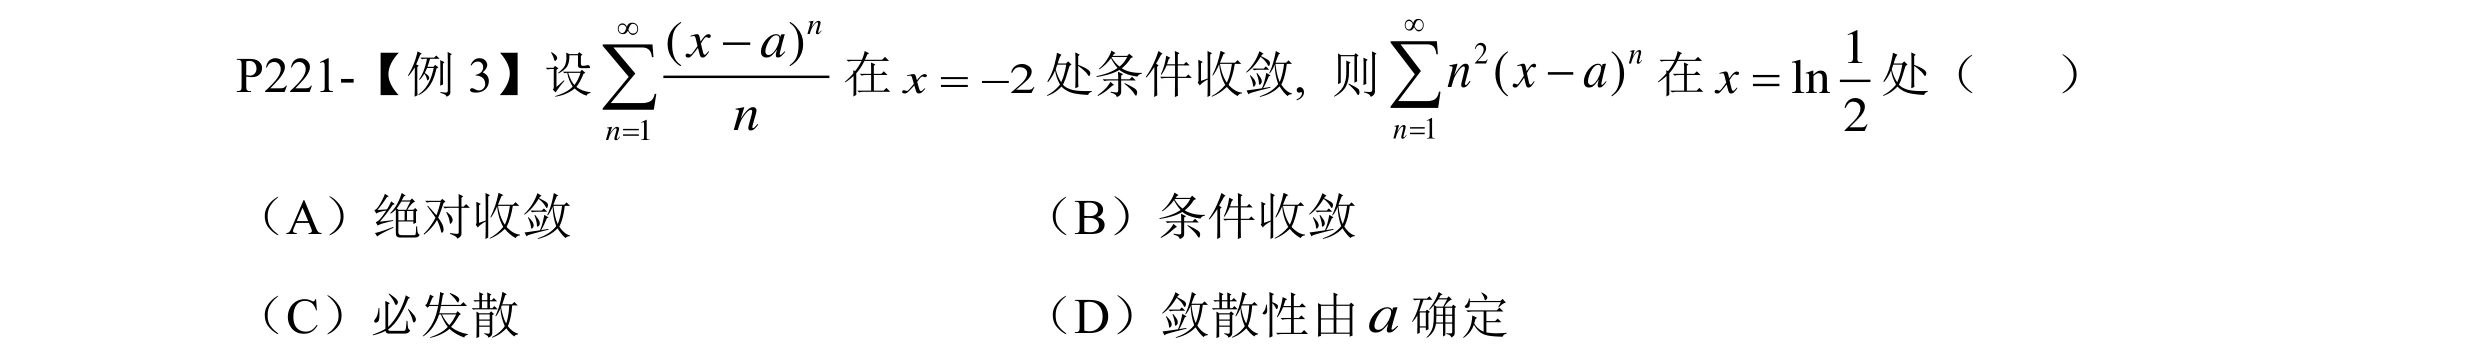 P221-【例 3】设 $\sum_{n=1}^{\infty}\frac{(x-a)^n}{n}$ 在 $x=-2$ 处条件收敛, 则 $\sum_{n=1}^{\infty}n^2(x-a)^n$ 在 $x=\ln\frac{1}{2}$ 处（ ）
（A）绝对收敛 （B）条件收敛
（C）必发散 （D）敛散性由 $a$ 确定